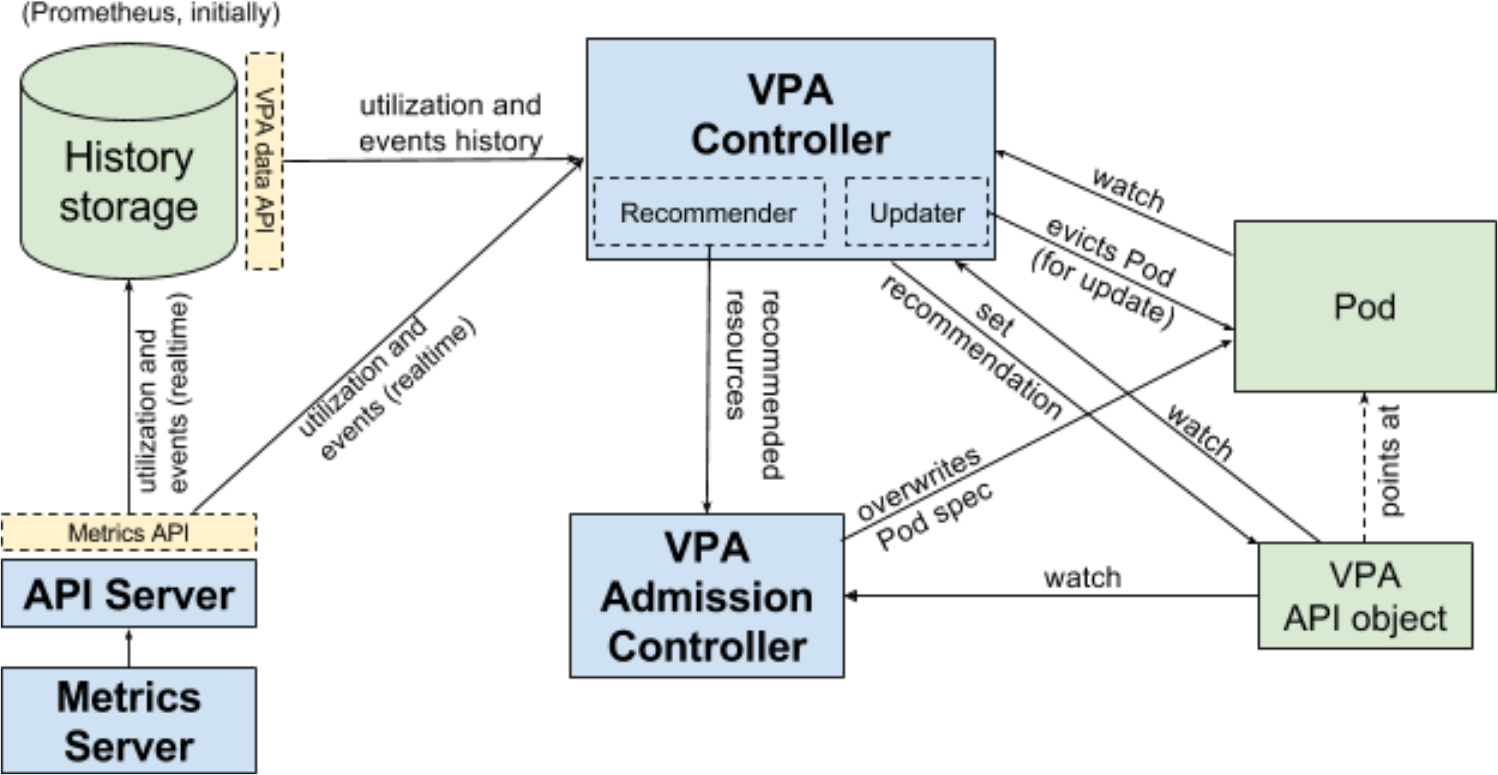 (Prometheus, initially)
History
storage
VPA data API
utilization and
events history
VPA
Controller
Recommender
Updater
watch
evicts Pod
(for update)
Pod
utilization and
events (realtime)
utilization and
events (realtime)
recommended
resources
set
recommendation
watch
points at
overwrites
Pod spec
Metrics API
API Server
Metrics
Server
VPA
Admission
Controller
watch
VPA
API object